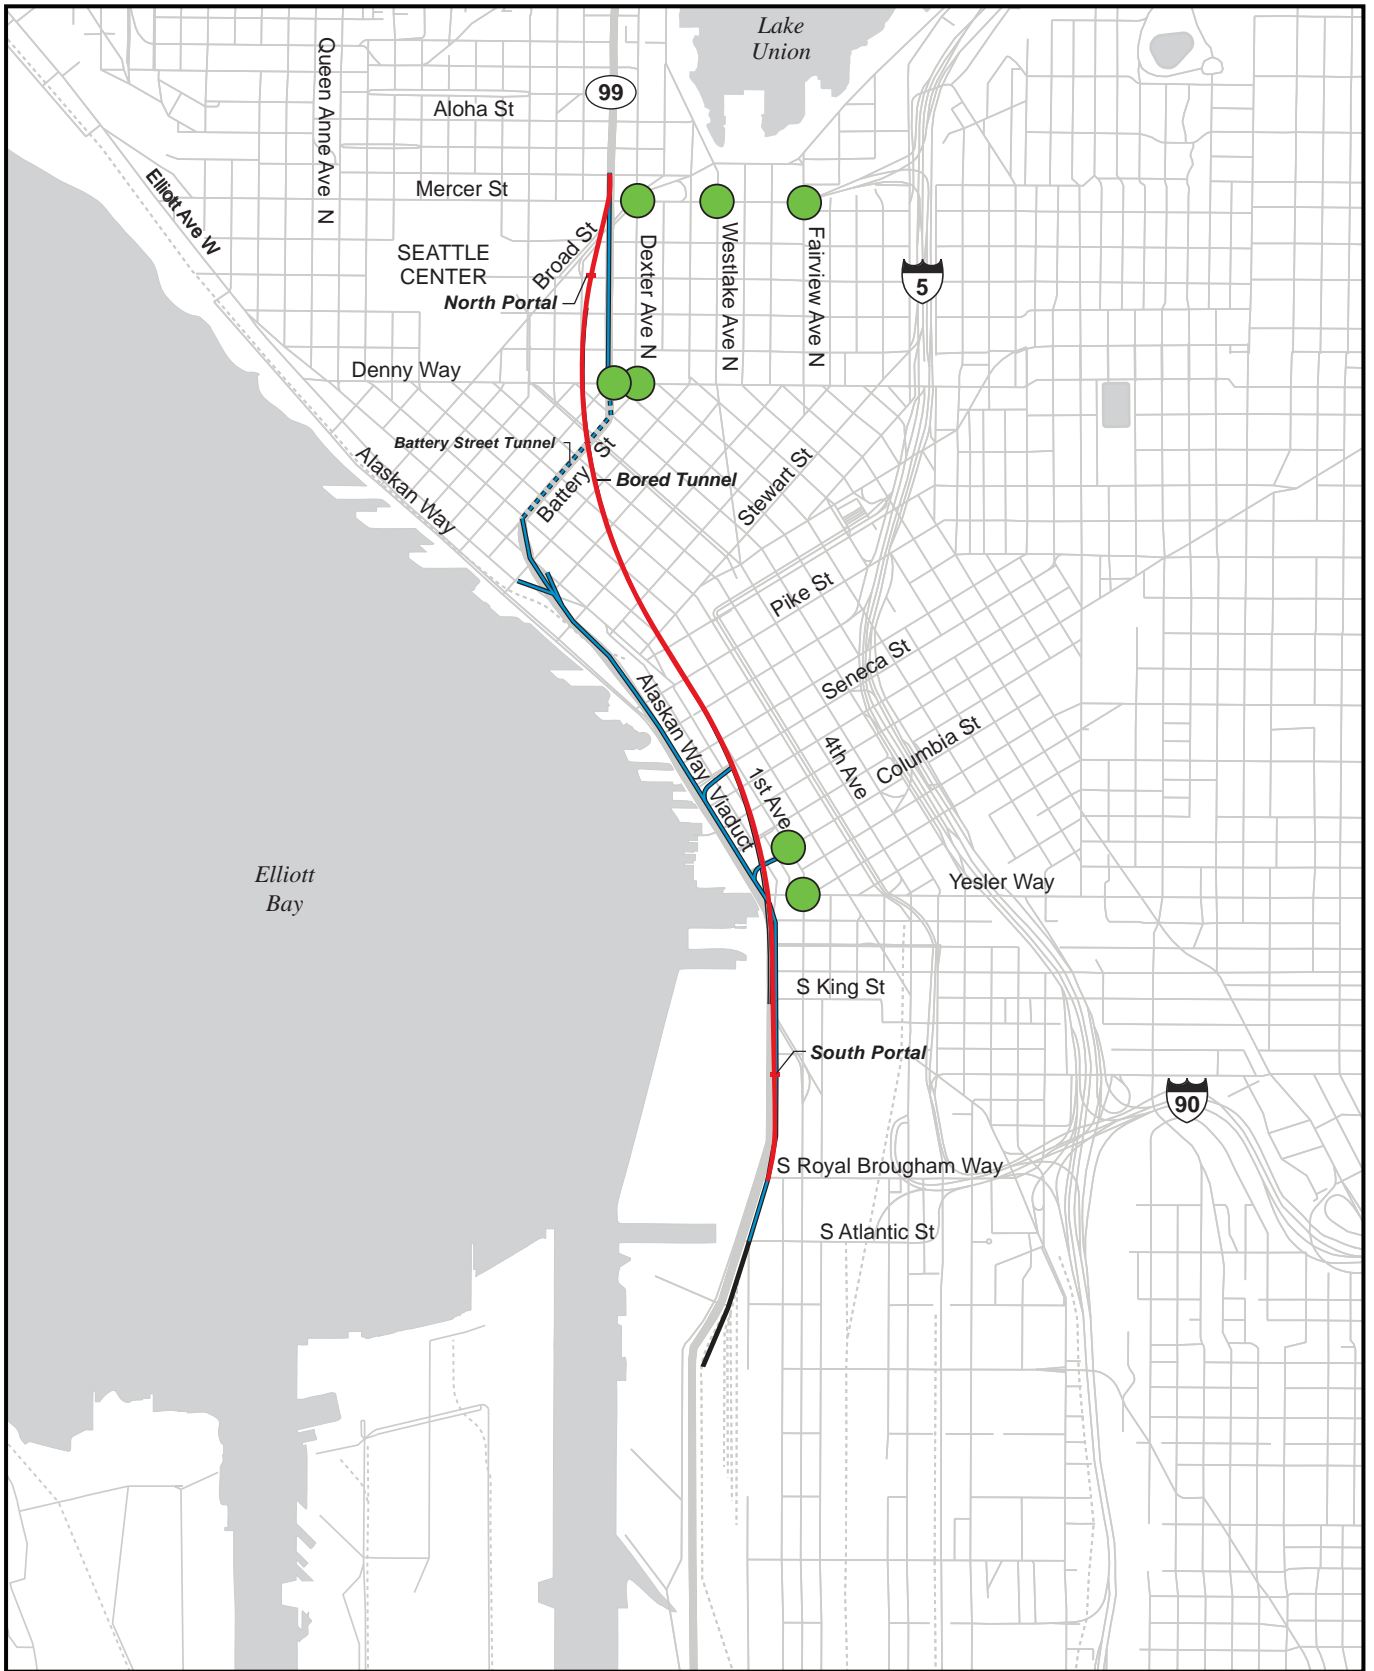 Lake
Union
Queen Anne Ave N
99
Aloha St
Elliott Ave W
Mercer St
Broad St
Dexter Ave N
Westlake Ave N
Fairview Ave N
SEATTLE
CENTER
5
North Portal
Denny Way
Battery Street Tunnel
Battery St
Alaskan Way
Bored Tunnel
Stewart St
Pike St
Seneca St
Alaskan Way Viaduct
4th Ave
Columbia St
1st Ave
Elliott
Bay
Yesler Way
S King St
South Portal
90
S Royal Brougham Way
S Atlantic St